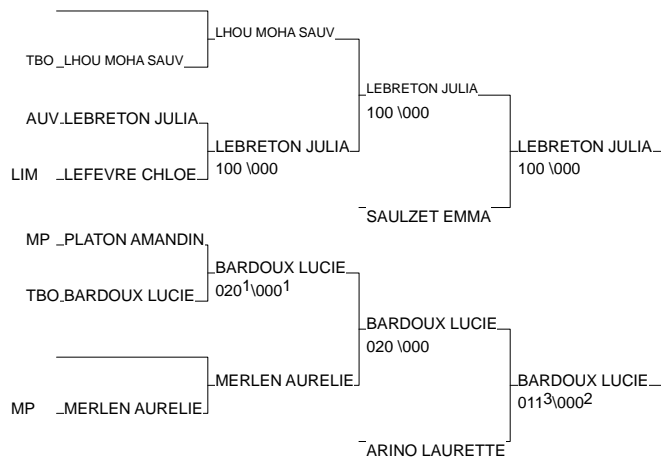 LHOU MOHA SAUV
TBO LHOU MOHA SAUV
LEBRETON JULIA
100 \000
AUV LEBRETON JULIA
LEBRETON JULIA
100 \000
LEBRETON JULIA
100 \000
LIM LEFEVRE CHLOE
SAULZET EMMA
MP PLATON AMANDIN
BARDOUX LUCIE
020¹\000¹
TBO BARDOUX LUCIE
BARDOUX LUCIE
020 \000
MERLEN AURELIE
BARDOUX LUCIE
011³\000²
MP MERLEN AURELIE
ARINO LAURETTE